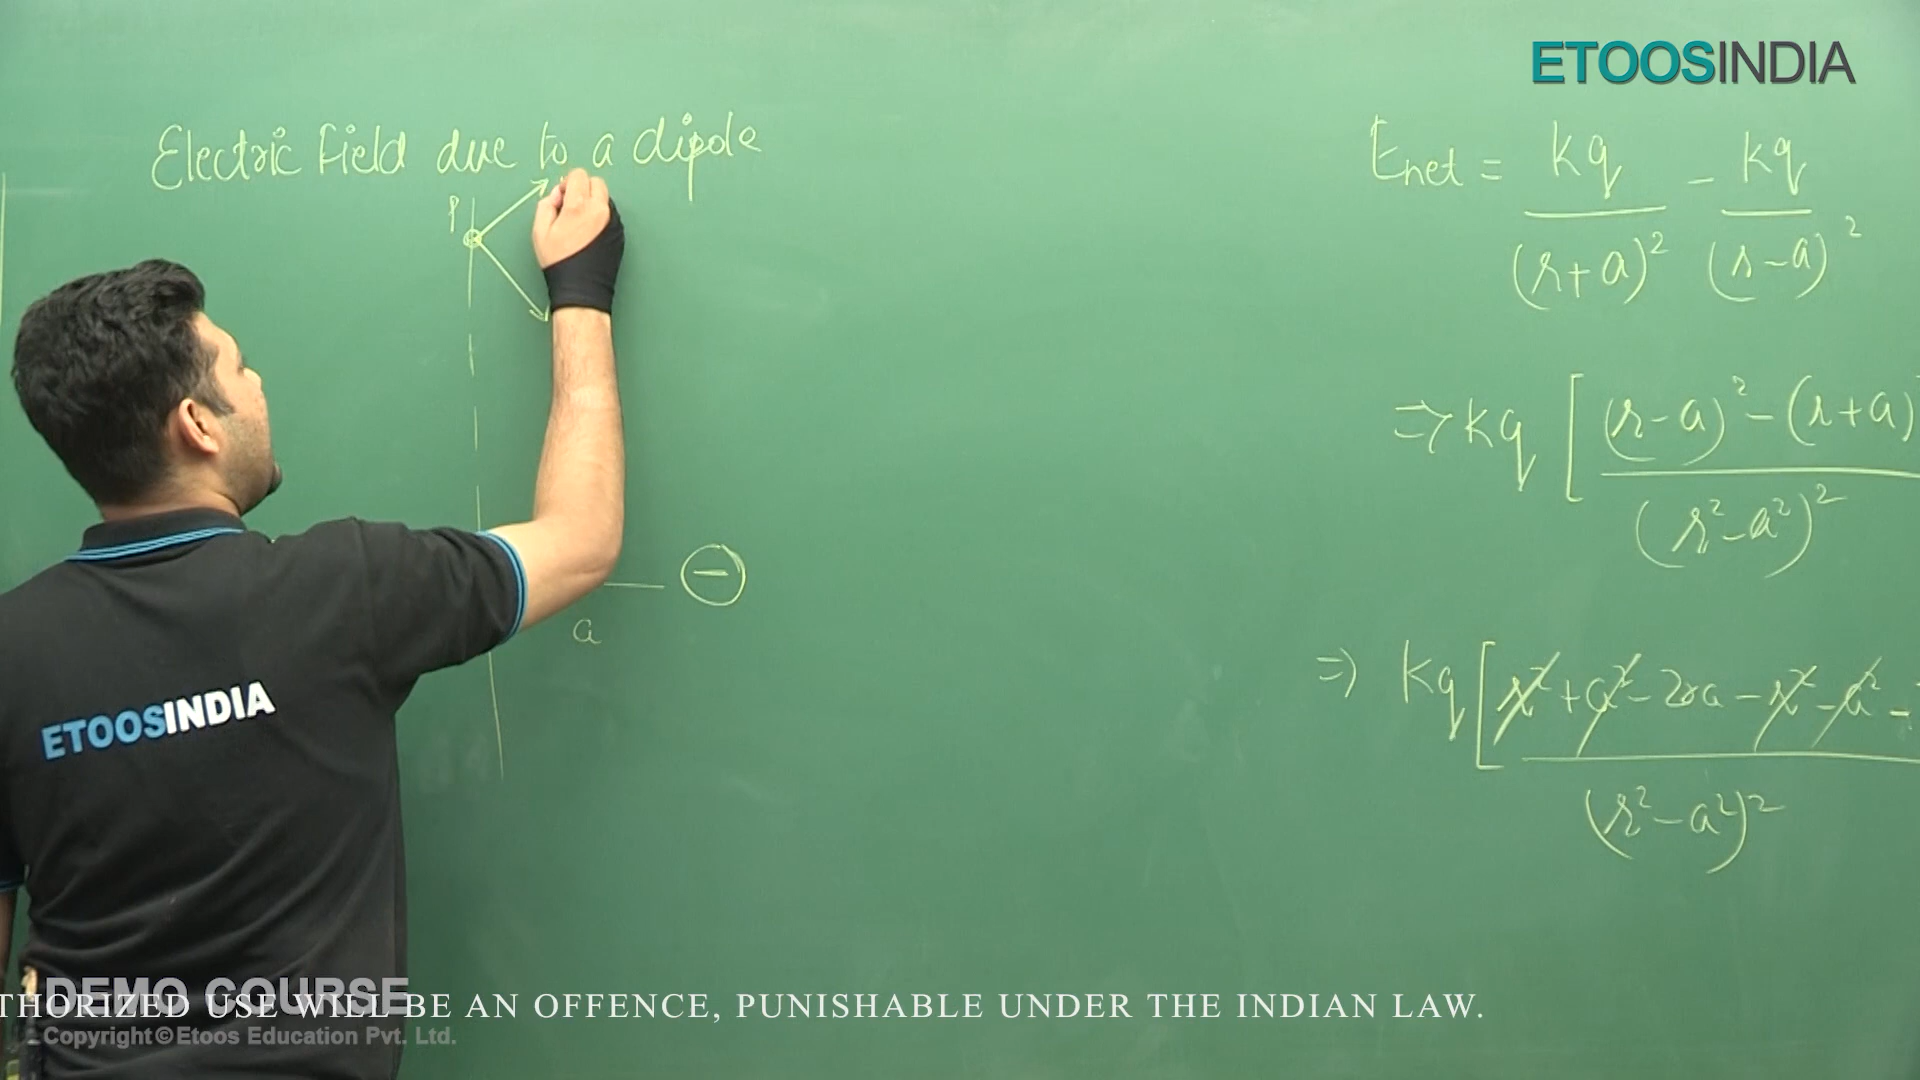 ETOOSINDIA
Electric Field due to a dipole
P
Enet = kq/(r+a)² - kq/(r-a)²
⇒ kq [(r-a)² - (r+a)
(r² - a²)²
a
⇒ kq [r² + a² - 2ra - r² - a² -
(r² - a²)²
ETOOSINDIA
DEMO COURSE
THORIZED USE WILL BE AN OFFENCE, PUNISHABLE UNDER THE INDIAN LAW.
Copyright © Etoos Education Pvt. Ltd.